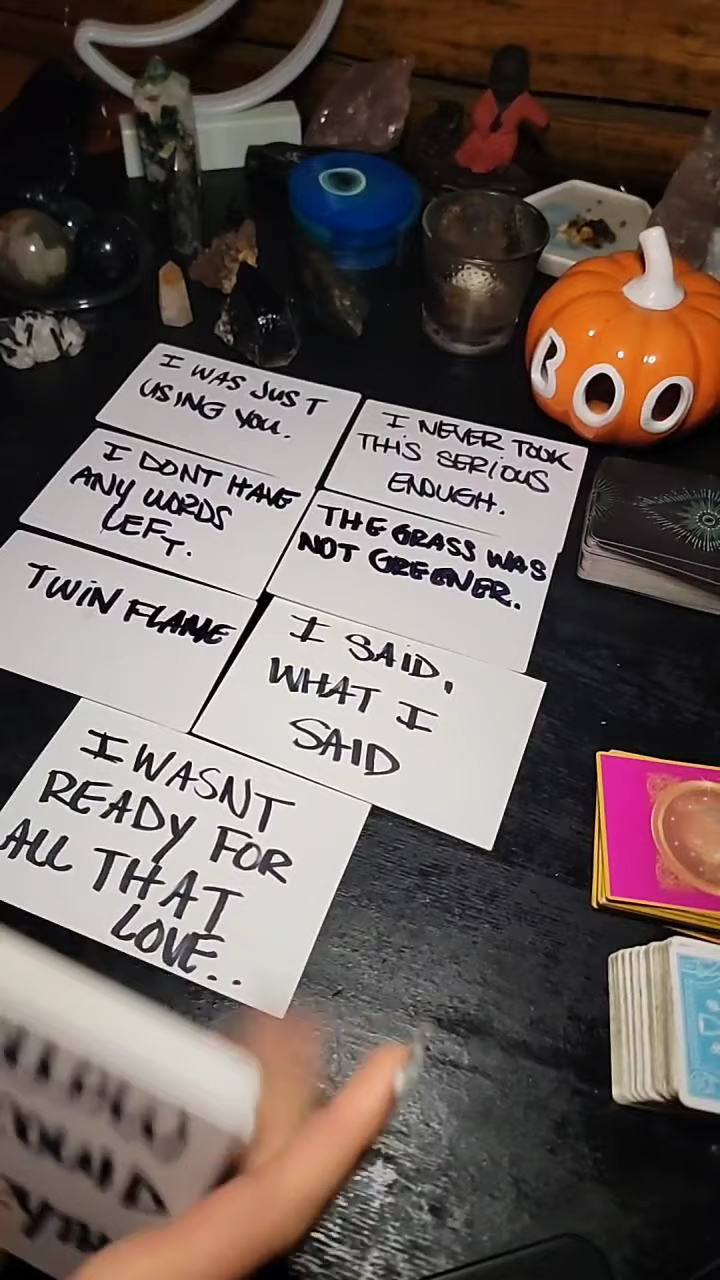 I WAS JUST
USING YOU.
I NEVER TOOK
THIS SERIOUS
ENOUGH.
I DONT HAVE
ANY WORDS
LEFT.
THE GRASS WAS
NOT GREENER.
TWIN FLAME
I SAID,
WHAT I
SAID
I WASNT
READY FOR
ALL THAT
LOVE..
BOO